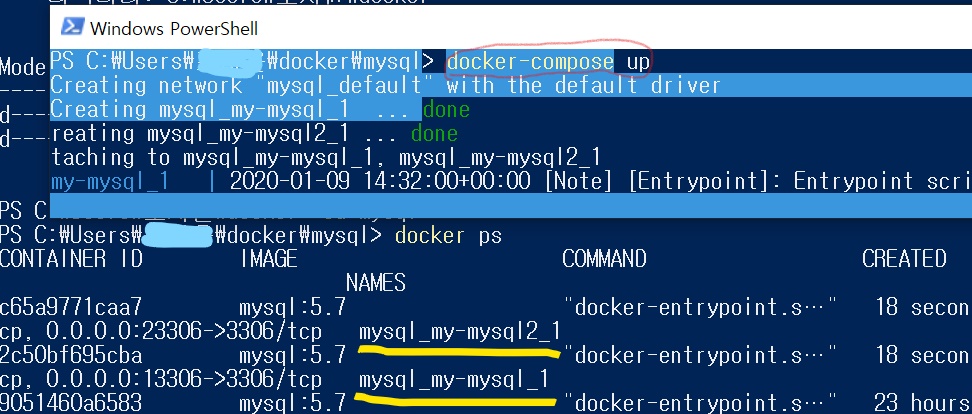 Windows PowerShell
Mode
PS C:₩Users₩ ₩docker₩mysql> docker-compose up
Creating network "mysql_default" with the default driver
----
Creating mysql_my-mysql_1 ... done
d----
reating mysql_my-mysql2_1 ... done
d----
taching to mysql_my-mysql_1, mysql_my-mysql2_1
my-mysql_1 | 2020-01-09 14:32:00+00:00 [Note] [Entrypoint]: Entrypoint scri
PS C
PS C:₩Users₩ ₩docker₩mysql> docker ps
CONTAINER ID IMAGE COMMAND CREATED
NAMES
c65a9771caa7 mysql:5.7 "docker-entrypoint.s…" 18 secon
cp, 0.0.0.0:23306->3306/tcp mysql_my-mysql2_1
2c50bf695cba mysql:5.7 "docker-entrypoint.s…" 18 secon
cp, 0.0.0.0:13306->3306/tcp mysql_my-mysql_1
9051460a6583 mysql:5.7 "docker-entrypoint.s…" 23 hours